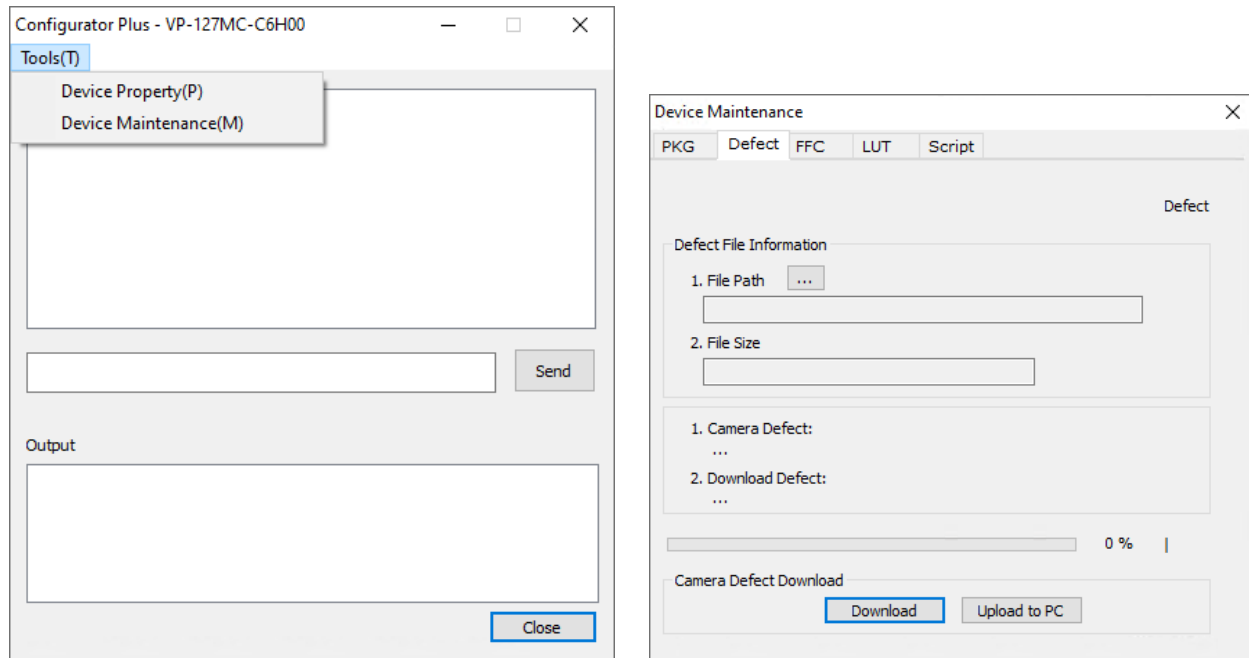 Configurator Plus - VP-127MC-C6H00
Tools(T)
Device Property(P)
Device Maintenance(M)
Send
Output
Close
Device Maintenance
PKG Defect FFC LUT Script
Defect
Defect File Information
1. File Path ...
2. File Size
1. Camera Defect:
...
2. Download Defect:
...
0 % |
Camera Defect Download
Download Upload to PC